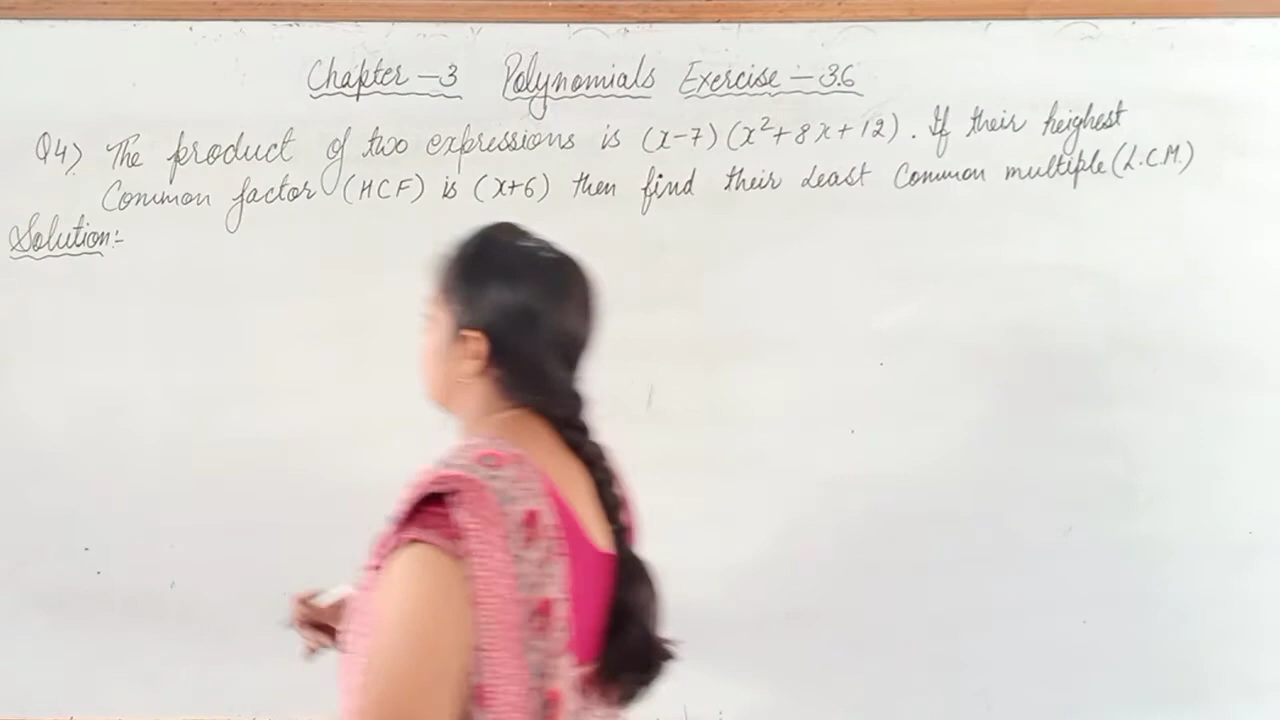 Chapter -3 Polynomials Exercise - 3.6
Q4) The product of two expressions is (x-7)(x²+8x+12). If their heighest
Common factor (HCF) is (x+6) then find their Least Common multiple (L.C.M.)
Solution:-